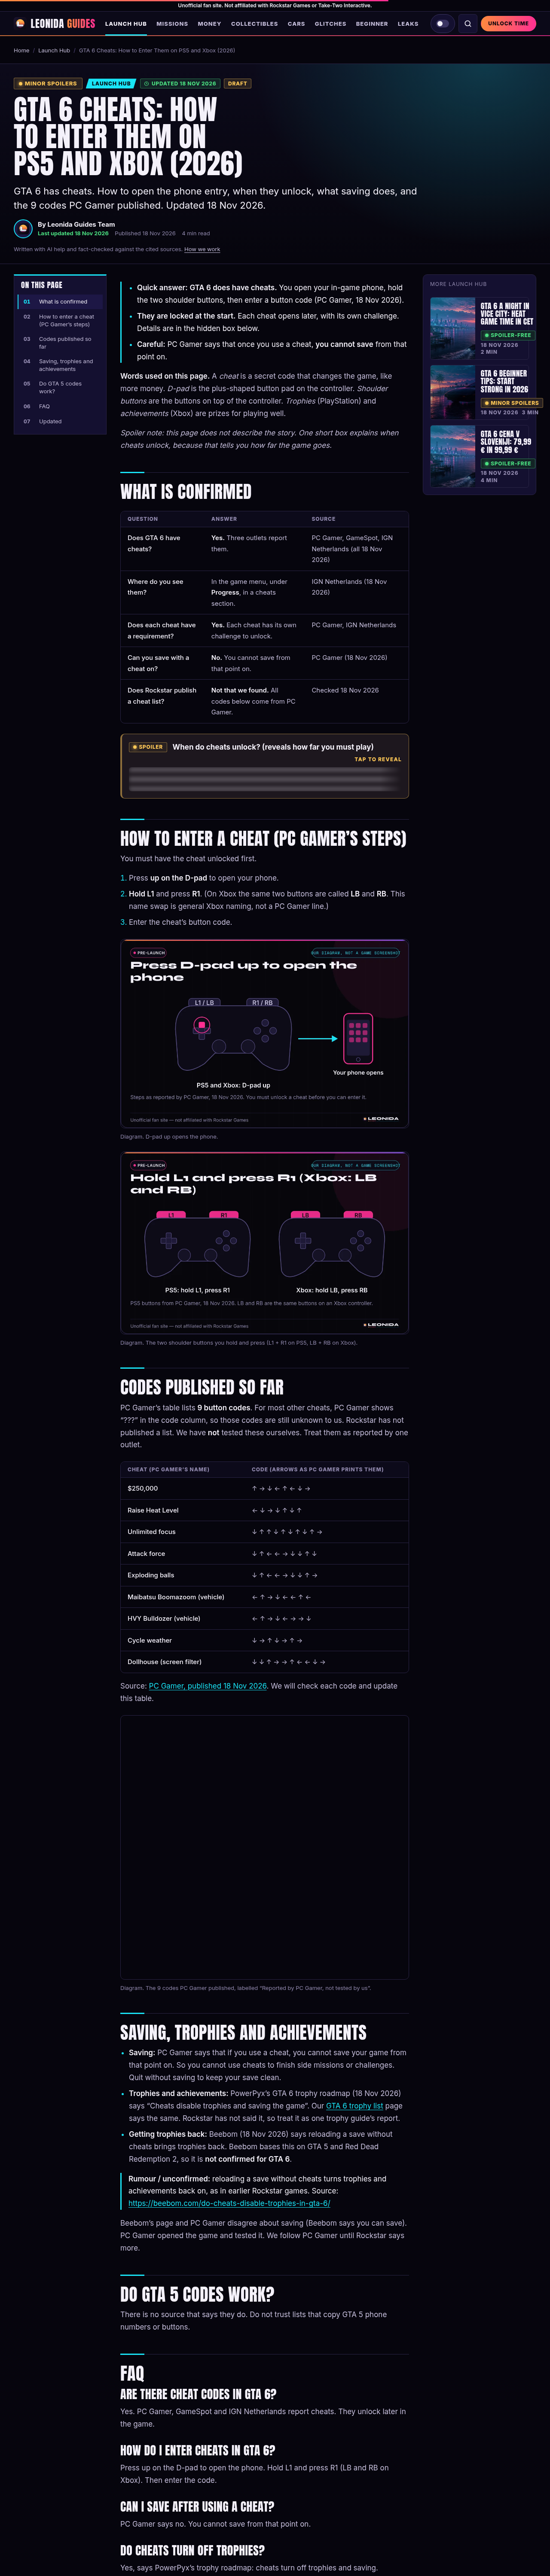 Unofficial fan site. Not affiliated with Rockstar Games or Take-Two Interactive.
LEONIDA GUIDES
LAUNCH HUB MISSIONS MONEY COLLECTIBLES CARS GLITCHES BEGINNER LEAKS
UNLOCK TIME
Home / Launch Hub / GTA 6 Cheats: How to Enter Them on PS5 and Xbox (2026)
MINOR SPOILERS LAUNCH HUB UPDATED 18 NOV 2026 DRAFT
GTA 6 CHEATS: HOW
TO ENTER THEM ON
PS5 AND XBOX (2026)
GTA 6 has cheats. How to open the phone entry, when they unlock, what saving does, and
the 9 codes PC Gamer published. Updated 18 Nov 2026.
By Leonida Guides Team
Last updated 18 Nov 2026 Published 18 Nov 2026 4 min read
Written with AI help and fact-checked against the cited sources. How we work
ON THIS PAGE
01 What is confirmed
02 How to enter a cheat
(PC Gamer's steps)
03 Codes published so
far
04 Saving, trophies and
achievements
05 Do GTA 5 codes
work?
06 FAQ
07 Updated
• Quick answer: GTA 6 does have cheats. You open your in-game phone, hold
the two shoulder buttons, then enter a button code (PC Gamer, 18 Nov 2026).
• They are locked at the start. Each cheat opens later, with its own challenge.
Details are in the hidden box below.
• Careful: PC Gamer says that once you use a cheat, you cannot save from that
point on.
Words used on this page. A cheat is a secret code that changes the game, like
more money. D-pad is the plus-shaped button pad on the controller. Shoulder
buttons are the buttons on top of the controller. Trophies (PlayStation) and
achievements (Xbox) are prizes for playing well.
Spoiler note: this page does not describe the story. One short box explains when
cheats unlock, because that tells you how far the game goes.
MORE LAUNCH HUB
GTA 6 A NIGHT IN
VICE CITY: HEAT
GAME TIME IN CET
SPOILER-FREE
18 NOV 2026
2 MIN
GTA 6 BEGINNER
TIPS: START
STRONG IN 2026
MINOR SPOILERS
18 NOV 2026 3 MIN
GTA 6 CENA V
SLOVENIJI: 79,99
€ IN 99,99 €
SPOILER-FREE
18 NOV 2026
4 MIN
WHAT IS CONFIRMED
QUESTION ANSWER SOURCE
Does GTA 6 have
cheats?
Yes. Three outlets report
them.
PC Gamer, GameSpot, IGN
Netherlands (all 18 Nov
2026)
Where do you see
them?
In the game menu, under
Progress, in a cheats
section.
IGN Netherlands (18 Nov
2026)
Does each cheat have
a requirement?
Yes. Each cheat has its own
challenge to unlock.
PC Gamer, IGN Netherlands
Can you save with a
cheat on?
No. You cannot save from
that point on.
PC Gamer (18 Nov 2026)
Does Rockstar publish
a cheat list?
Not that we found. All
codes below come from PC
Gamer.
Checked 18 Nov 2026
SPOILER When do cheats unlock? (reveals how far you must play)
TAP TO REVEAL
HOW TO ENTER A CHEAT (PC GAMER'S STEPS)
You must have the cheat unlocked first.
1. Press up on the D-pad to open your phone.
2. Hold L1 and press R1. (On Xbox the same two buttons are called LB and RB. This
name swap is general Xbox naming, not a PC Gamer line.)
3. Enter the cheat's button code.
PRE-LAUNCH OUR DIAGRAM, NOT A GAME SCREENSHOT
Press D-pad up to open the
phone
L1 / LB R1 / RB
Your phone opens
PS5 and Xbox: D-pad up
Steps as reported by PC Gamer, 18 Nov 2026. You must unlock a cheat before you can enter it.
Unofficial fan site — not affiliated with Rockstar Games
LEONIDA
Diagram. D-pad up opens the phone.
PRE-LAUNCH OUR DIAGRAM, NOT A GAME SCREENSHOT
Hold L1 and press R1 (Xbox: LB
and RB)
L1 R1 LB RB
PS5: hold L1, press R1 Xbox: hold LB, press RB
PS5 buttons from PC Gamer, 18 Nov 2026. LB and RB are the same buttons on an Xbox controller.
Unofficial fan site — not affiliated with Rockstar Games
LEONIDA
Diagram. The two shoulder buttons you hold and press (L1 + R1 on PS5, LB + RB on Xbox).
CODES PUBLISHED SO FAR
PC Gamer's table lists 9 button codes. For most other cheats, PC Gamer shows
"???" in the code column, so those codes are still unknown to us. Rockstar has not
published a list. We have not tested these ourselves. Treat them as reported by one
outlet.
CHEAT (PC GAMER'S NAME) CODE (ARROWS AS PC GAMER PRINTS THEM)
$250,000 ↑ → ↓ ← ↑ ← ↓ →
Raise Heat Level ← ↓ → ↓ ↑ ↓ ↑
Unlimited focus ↓ ↑ ↑ ↓ ↑ ↓ ↑ ↓ ↑ →
Attack force ↓ ↑ ← ← → ↓ ↓ ↑ ↓
Exploding balls ↓ ↑ ← ← → ↓ ↓ ↑ →
Maibatsu Boomazoom (vehicle) ← ↑ → ↓ ← ← ↑ ←
HVY Bulldozer (vehicle) ← ↑ → ↓ ← → → ↓
Cycle weather ↓ → ↑ ↓ → ↑ →
Dollhouse (screen filter) ↓ ↓ ↑ → → ↑ ← ← ↓ →
Source: PC Gamer, published 18 Nov 2026. We will check each code and update
this table.
Diagram. The 9 codes PC Gamer published, labelled "Reported by PC Gamer, not tested by us".
SAVING, TROPHIES AND ACHIEVEMENTS
• Saving: PC Gamer says that if you use a cheat, you cannot save your game from
that point on. So you cannot use cheats to finish side missions or challenges.
Quit without saving to keep your save clean.
• Trophies and achievements: PowerPyx's GTA 6 trophy roadmap (18 Nov 2026)
says "Cheats disable trophies and saving the game". Our GTA 6 trophy list page
says the same. Rockstar has not said it, so treat it as one trophy guide's report.
• Getting trophies back: Beebom (18 Nov 2026) says reloading a save without
cheats brings trophies back. Beebom bases this on GTA 5 and Red Dead
Redemption 2, so it is not confirmed for GTA 6.
Rumour / unconfirmed: reloading a save without cheats turns trophies and
achievements back on, as in earlier Rockstar games. Source:
https://beebom.com/do-cheats-disable-trophies-in-gta-6/
Beebom's page and PC Gamer disagree about saving (Beebom says you can save).
PC Gamer opened the game and tested it. We follow PC Gamer until Rockstar says
more.
DO GTA 5 CODES WORK?
There is no source that says they do. Do not trust lists that copy GTA 5 phone
numbers or buttons.
FAQ
ARE THERE CHEAT CODES IN GTA 6?
Yes. PC Gamer, GameSpot and IGN Netherlands report cheats. They unlock later in
the game.
HOW DO I ENTER CHEATS IN GTA 6?
Press up on the D-pad to open the phone. Hold L1 and press R1 (LB and RB on
Xbox). Then enter the code.
CAN I SAVE AFTER USING A CHEAT?
PC Gamer says no. You cannot save from that point on.
DO CHEATS TURN OFF TROPHIES?
Yes, says PowerPyx's trophy roadmap: cheats turn off trophies and saving.